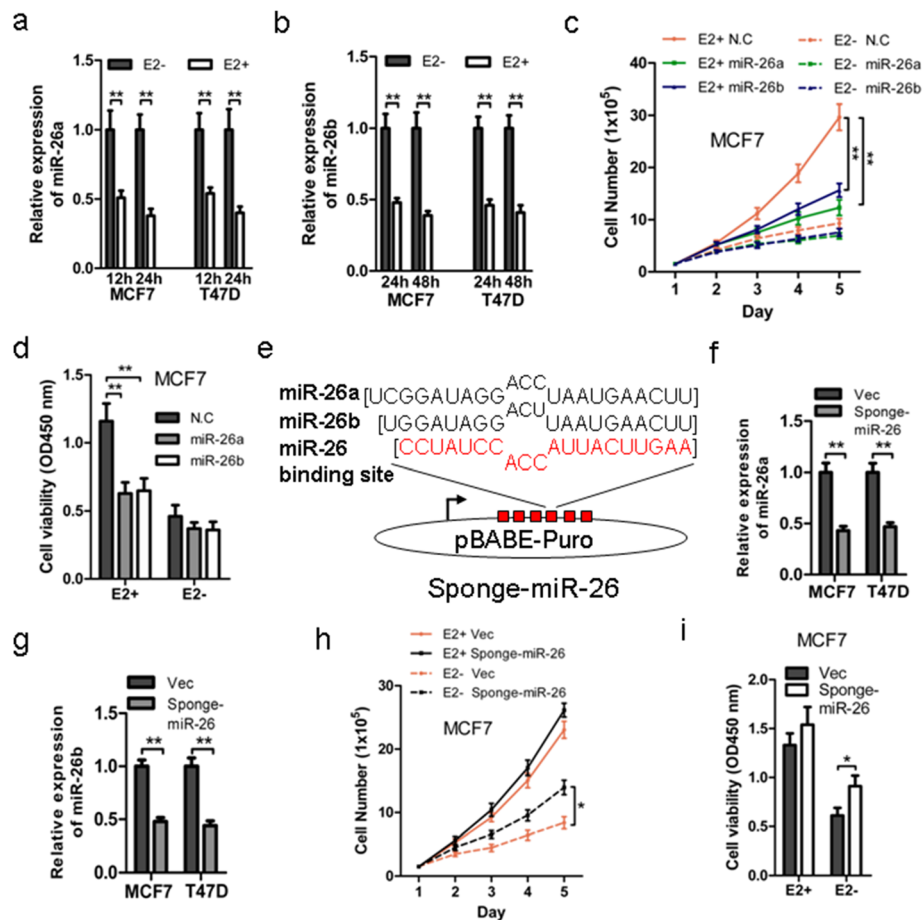 a
E2- E2+
Relative expression
of miR-26a
1.5
1.0
0.5
0.0
** ** ** **
12h 24h 12h 24h
MCF7 T47D
b
E2- E2+
Relative expression
of miR-26b
1.5
1.0
0.5
0.0
** ** ** **
24h 48h 24h 48h
MCF7 T47D
c
E2+ N.C E2- N.C
E2+ miR-26a E2- miR-26a
E2+ miR-26b E2- miR-26b
MCF7
Cell Number (1x10⁵)
40
30
20
10
0
** **
1 2 3 4 5
Day
d
MCF7
Cell viability (OD450 nm)
1.5
1.0
0.5
0.0
**
**
N.C
miR-26a
miR-26b
E2+ E2-
e
miR-26a [UCGGAUAGG ACC UAAUGAACUU]
miR-26b [UGGAUAGG ACU UAAUGAACUU]
miR-26 [CCUAUCC ACC AUUACUUGAA]
binding site
pBABE-Puro
Sponge-miR-26
f
Vec
Sponge-
miR-26
Relative expression
of miR-26a
1.5
1.0
0.5
0.0
** **
MCF7 T47D
g
Vec
Sponge-
miR-26
Relative expression
of miR-26b
1.5
1.0
0.5
0.0
** **
MCF7 T47D
h
E2+ Vec
E2+ Sponge-miR-26
E2- Vec
E2- Sponge-miR-26
MCF7
Cell Number (1x10⁵)
30
20
10
0
*
1 2 3 4 5
Day
i
MCF7
Vec
Sponge-
miR-26
Cell viability (OD450 nm)
2.0
1.5
1.0
0.5
0.0
*
E2+ E2-